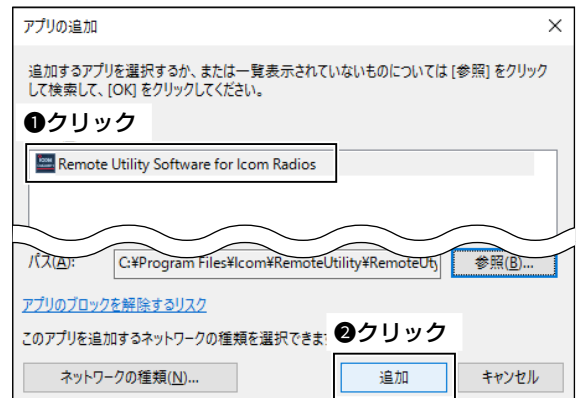 アプリの追加
追加するアプリを選択するか、または一覧表示されていないものについては [参照] をクリック
して検索して、[OK] をクリックしてください。
❶クリック
Remote Utility Software for Icom Radios
パス(A): C:¥Program Files¥Icom¥RemoteUtility¥RemoteUt 参照(B)...
アプリのブロックを解除するリスク
このアプリを追加するネットワークの種類を選択できま
❷クリック
ネットワークの種類(N)... 追加 キャンセル